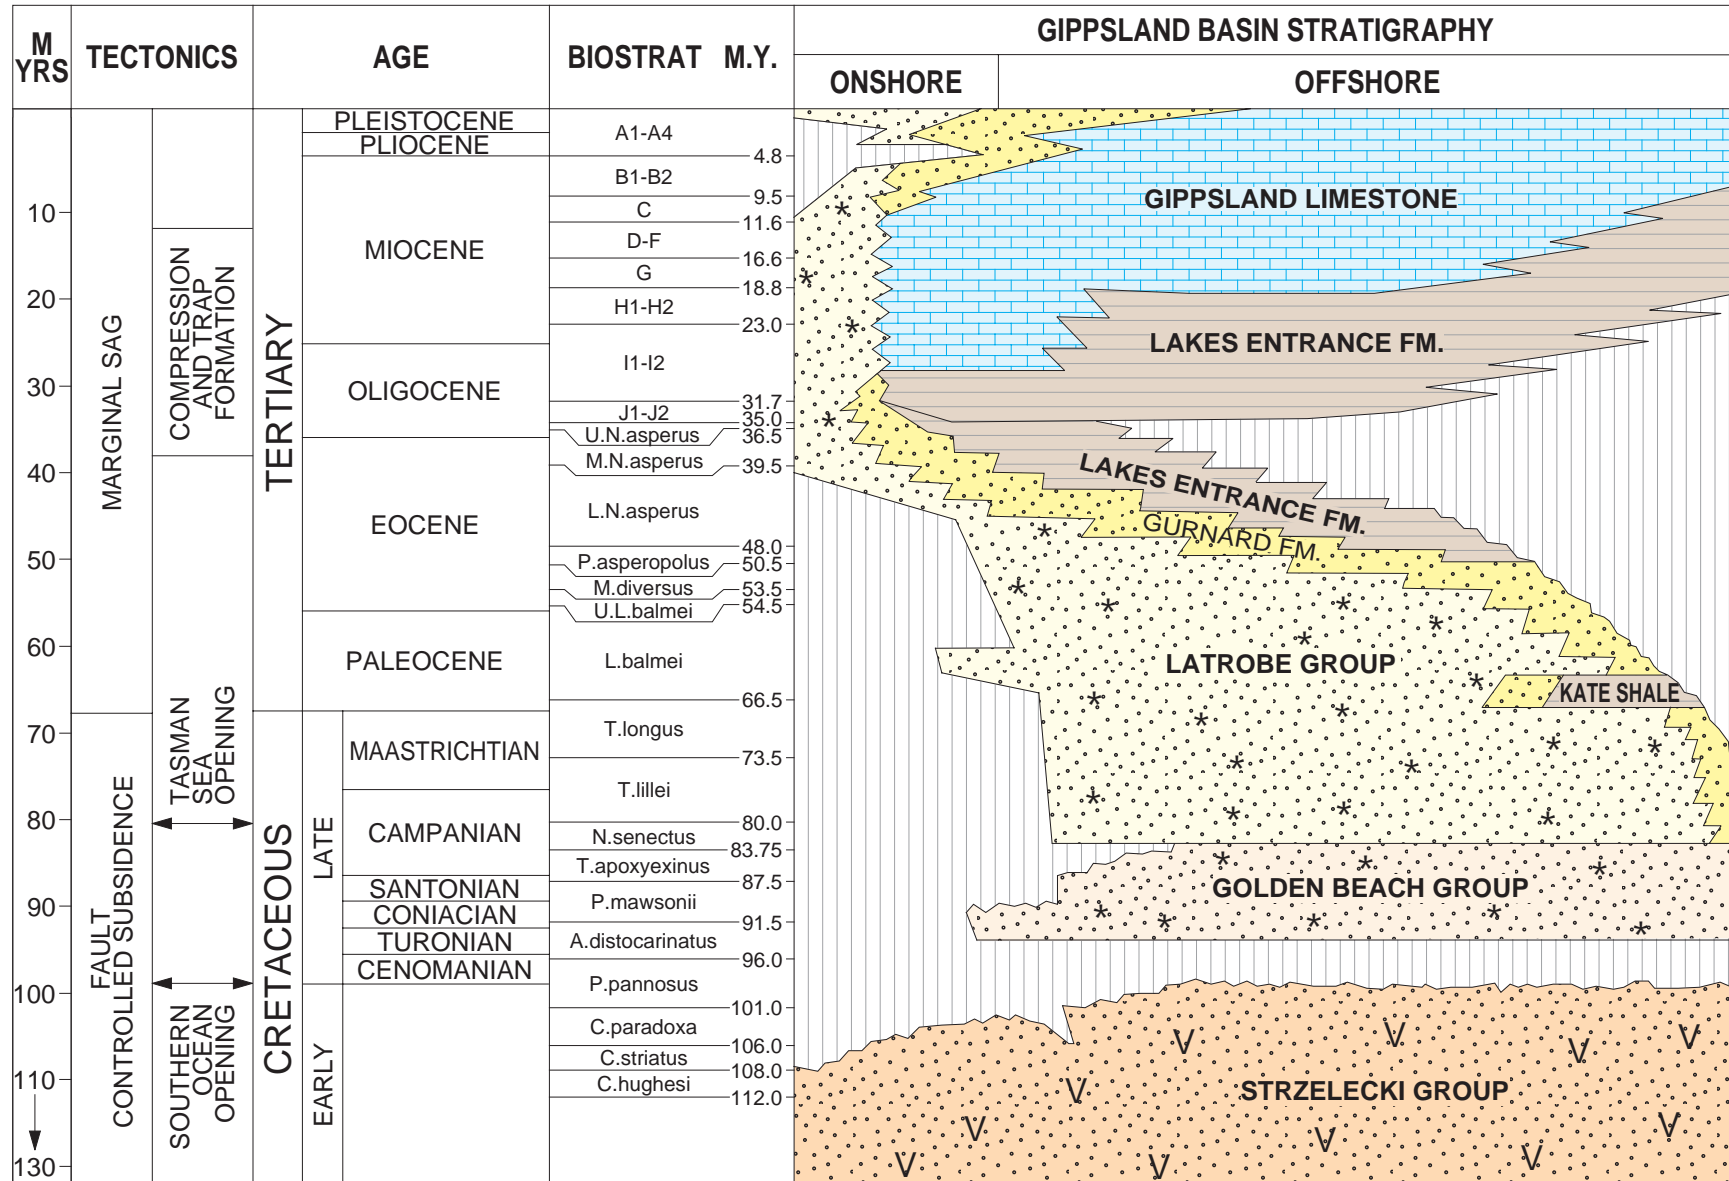 M YRS
TECTONICS
AGE
BIOSTRAT M.Y.
GIPPSLAND BASIN STRATIGRAPHY
ONSHORE
OFFSHORE
10
20
30
40
50
60
70
80
90
100
110
130
MARGINAL SAG
FAULT
CONTROLLED SUBSIDENCE
COMPRESSION
AND TRAP
FORMATION
TASMAN
SEA
OPENING
SOUTHERN
OCEAN
OPENING
TERTIARY
CRETACEOUS
LATE
EARLY
PLEISTOCENE
PLIOCENE
MIOCENE
OLIGOCENE
EOCENE
PALEOCENE
MAASTRICHTIAN
CAMPANIAN
SANTONIAN
CONIACIAN
TURONIAN
CENOMANIAN
A1-A4
4.8
B1-B2
9.5
C
11.6
D-F
16.6
G
18.8
H1-H2
23.0
I1-I2
31.7
J1-J2
35.0
U.N.asperus
36.5
M.N.asperus
39.5
L.N.asperus
48.0
P.asperopolus
50.5
M.diversus
53.5
U.L.balmei
54.5
L.balmei
66.5
T.longus
73.5
T.lillei
80.0
N.senectus
83.75
T.apoxyexinus
87.5
P.mawsonii
91.5
A.distocarinatus
96.0
P.pannosus
101.0
C.paradoxa
106.0
C.striatus
108.0
C.hughesi
112.0
GIPPSLAND LIMESTONE
LAKES ENTRANCE FM.
LAKES ENTRANCE FM.
GURNARD FM.
LATROBE GROUP
KATE SHALE
GOLDEN BEACH GROUP
STRZELECKI GROUP
V V V V V V V V V V V